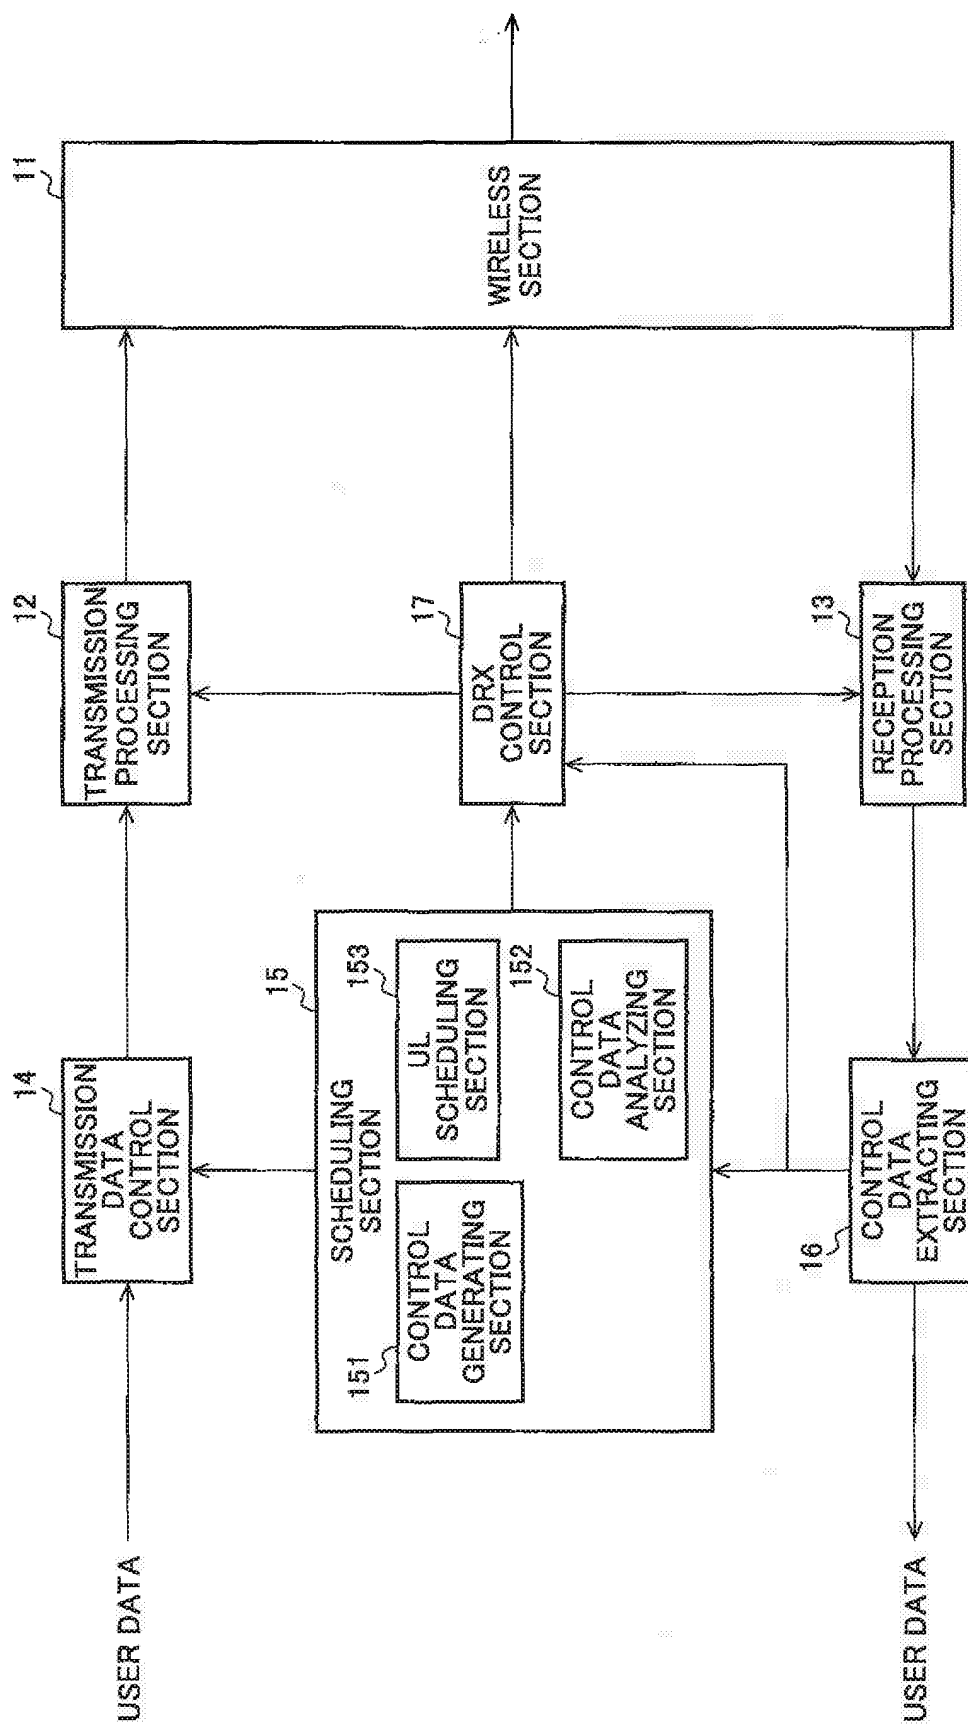 USER DATA
14
TRANSMISSION
DATA
CONTROL
SECTION
12
TRANSMISSION
PROCESSING
SECTION
11
WIRELESS
SECTION
15
SCHEDULING
SECTION
151
CONTROL
DATA
GENERATING
SECTION
153
UL
SCHEDULING
SECTION
152
CONTROL
DATA
ANALYZING
SECTION
17
DRX
CONTROL
SECTION
USER DATA
16
CONTROL
DATA
EXTRACTING
SECTION
13
RECEPTION
PROCESSING
SECTION